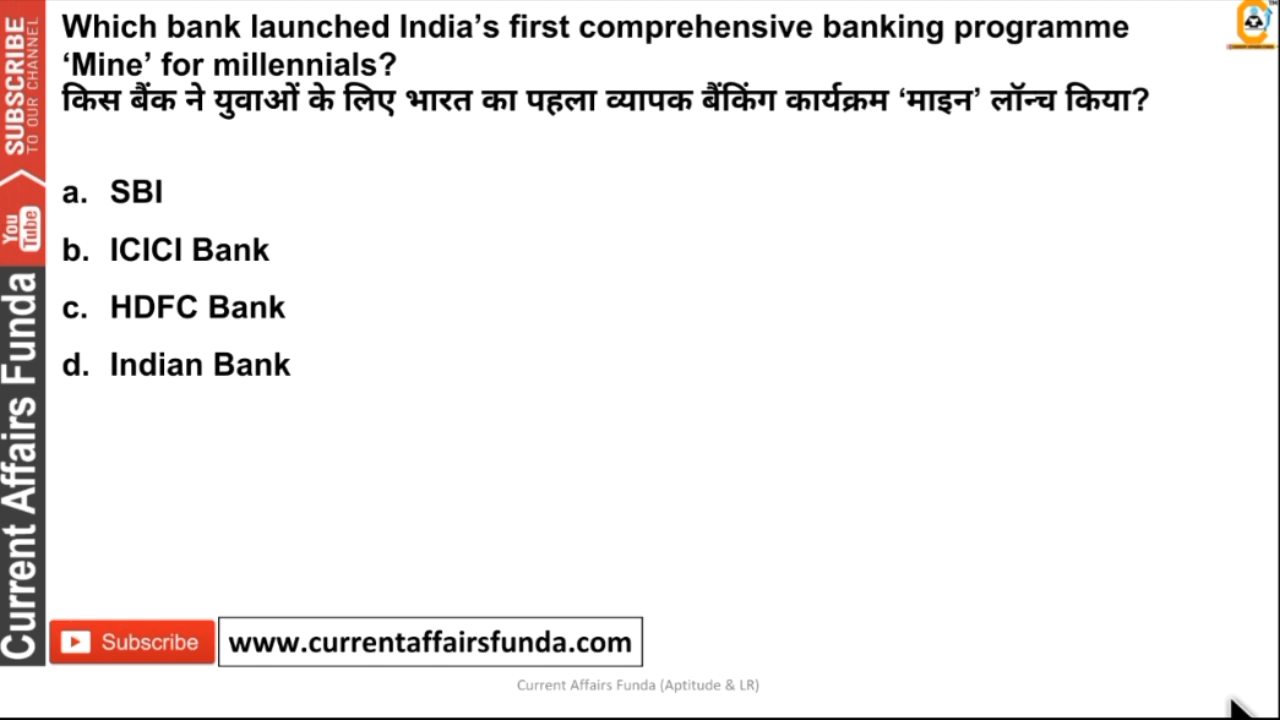 Which bank launched India’s first comprehensive banking programme
‘Mine’ for millennials?
किस बैंक ने युवाओं के लिए भारत का पहला व्यापक बैंकिंग कार्यक्रम ‘माइन’ लॉन्च किया?
a. SBI
b. ICICI Bank
c. HDFC Bank
d. Indian Bank
SUBSCRIBE
TO OUR CHANNEL
You
Tube
Current Affairs Funda
Subscribe
www.currentaffairsfunda.com
Current Affairs Funda (Aptitude & LR)